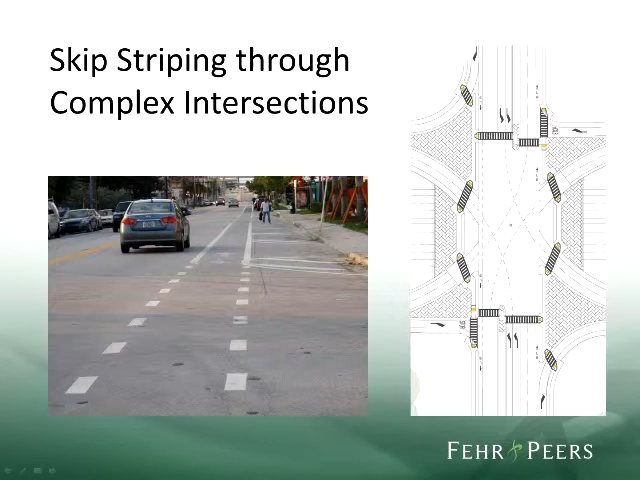 Skip Striping through
Complex Intersections
FEHR PEERS